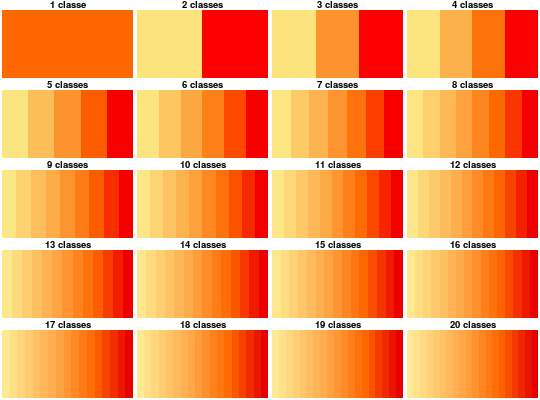 1 classe
2 classes
3 classes
4 classes
5 classes
6 classes
7 classes
8 classes
9 classes
10 classes
11 classes
12 classes
13 classes
14 classes
15 classes
16 classes
17 classes
18 classes
19 classes
20 classes